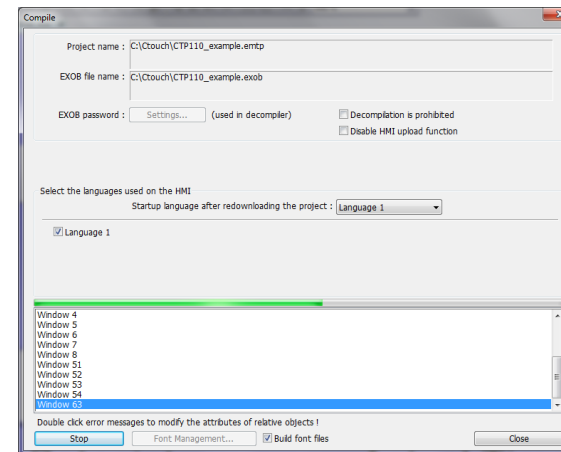 Compile
Project name : C:\Ctouch\CTP110_example.emtp
EXOB file name : C:\Ctouch\CTP110_example.exob
EXOB password : Settings... (used in decompiler) Decompilation is prohibited
Disable HMI upload function
Select the languages used on the HMI
Startup language after redownloading the project : Language 1
Language 1
Window 4
Window 5
Window 6
Window 7
Window 8
Window 51
Window 52
Window 53
Window 54
Window 63
Double click error messages to modify the attributes of relative objects !
Stop Font Management... Build font files Close